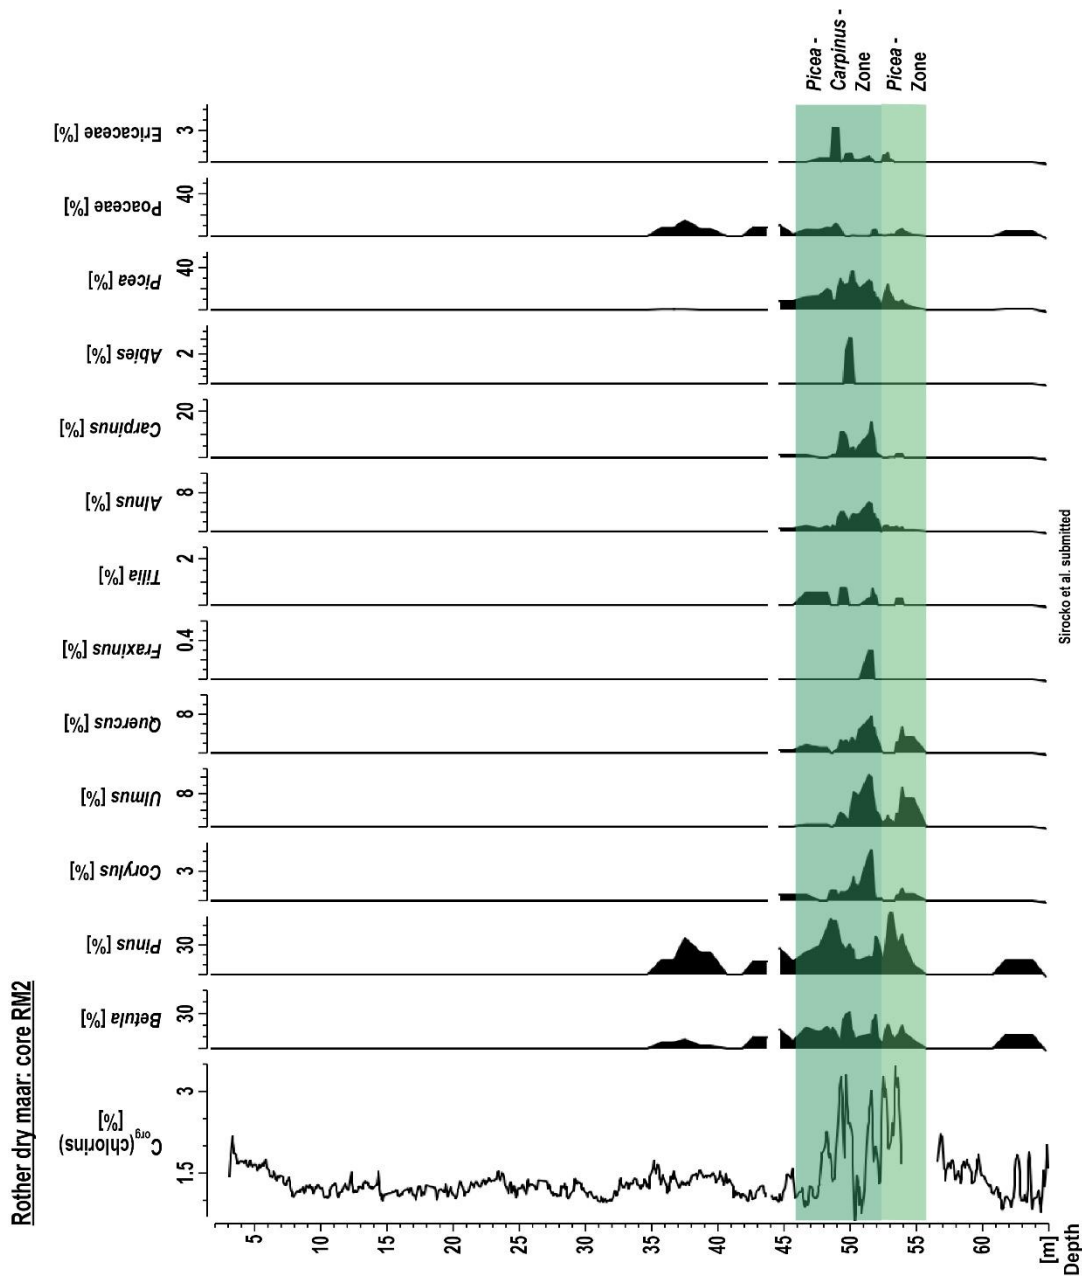 Rother dry maar: core RM2
Ericaceae [%]
3
Poaceae [%]
40
Picea [%]
40
Abies [%]
2
Carpinus [%]
20
Alnus [%]
8
Tilia [%]
2
Fraxinus [%]
0.4
Quercus [%]
8
Ulmus [%]
8
Corylus [%]
3
Pinus [%]
30
Betula [%]
30
Corg(chlorins)
[%]
3
1.5
5
10
15
20
25
30
35
40
45
50
55
60
[m]
Depth
Picea -
Carpinus -
Zone
Picea -
Zone
Sirocko et al. submitted